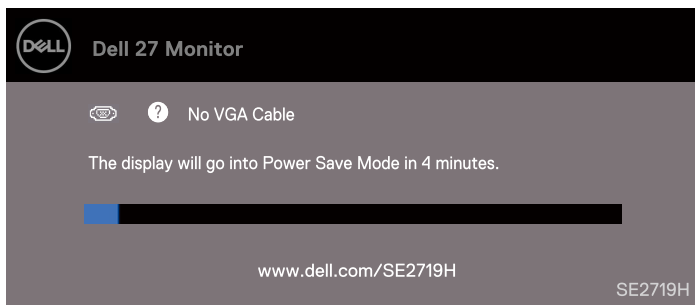 DELL
Dell 27 Monitor
? No VGA Cable
The display will go into Power Save Mode in 4 minutes.
www.dell.com/SE2719H
SE2719H